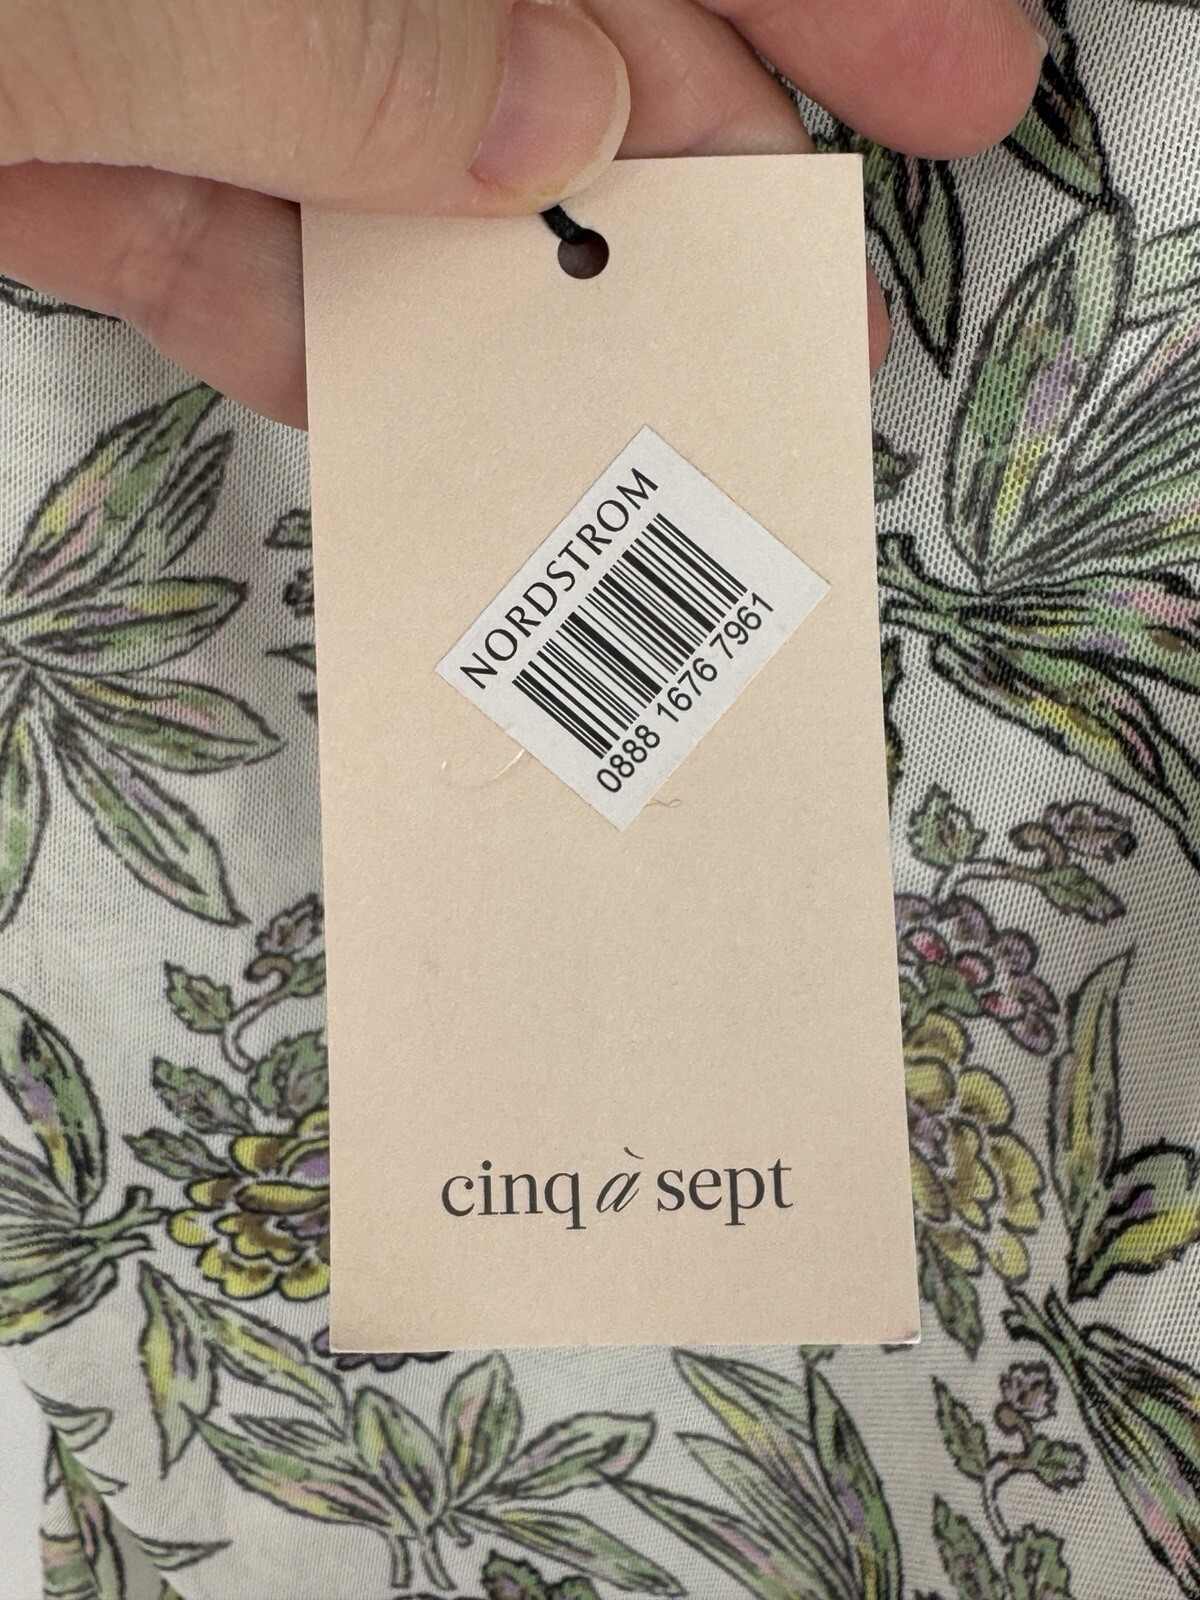 NORDSTROM
0888 1676 7961
cinq à sept